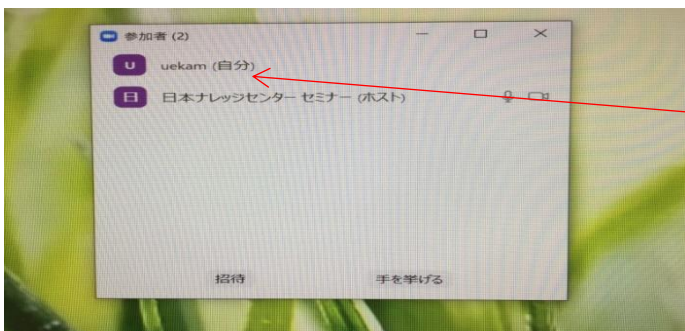 参加者 (2)
U uekam (自分)
日 日本ナレッジセンター セミナー (ホスト)
招待 手を挙げる